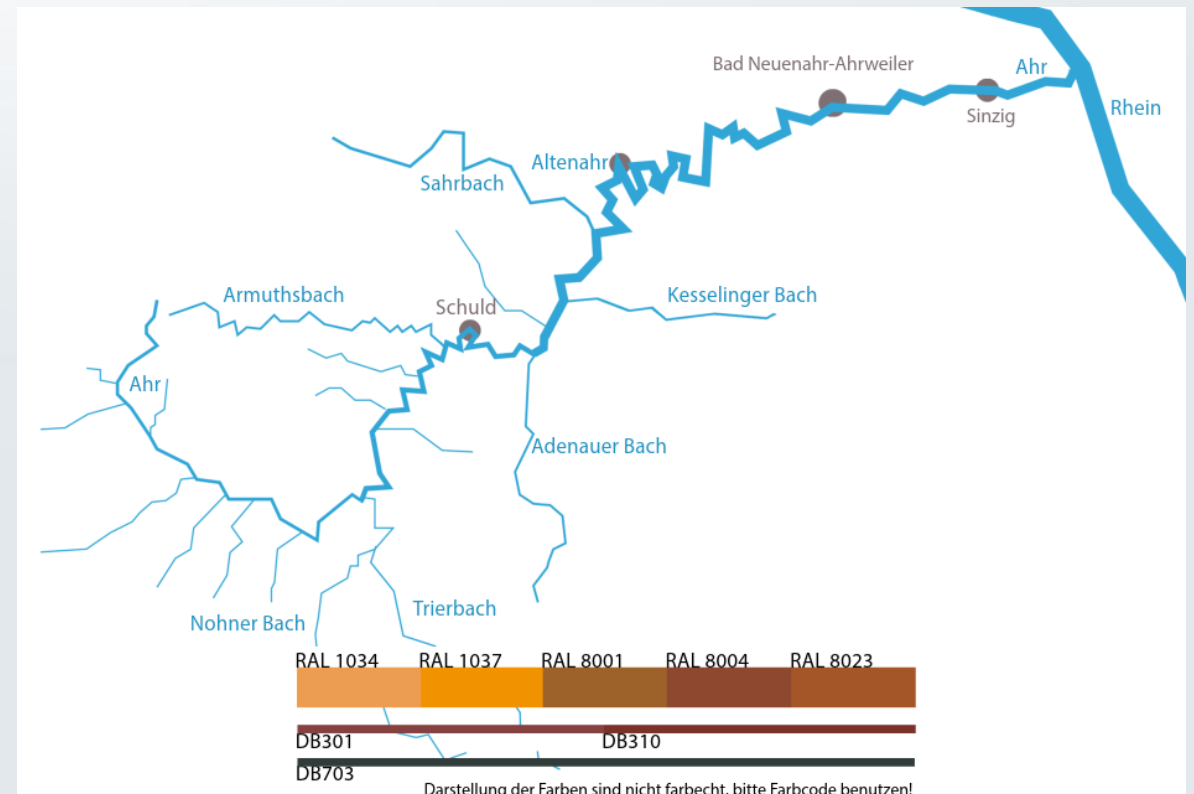 Bad Neuenahr-Ahrweiler
Ahr
Rhein
Sinzig
Altenahr
Sahrbach
Armuthsbach
Schuld
Kesselinger Bach
Ahr
Adenauer Bach
Trierbach
Nohner Bach
RAL 1034 RAL 1037 RAL 8001 RAL 8004 RAL 8023
DB301 DB310
DB703
Darstellung der Farben sind nicht farbecht, bitte Farbcode benutzen!